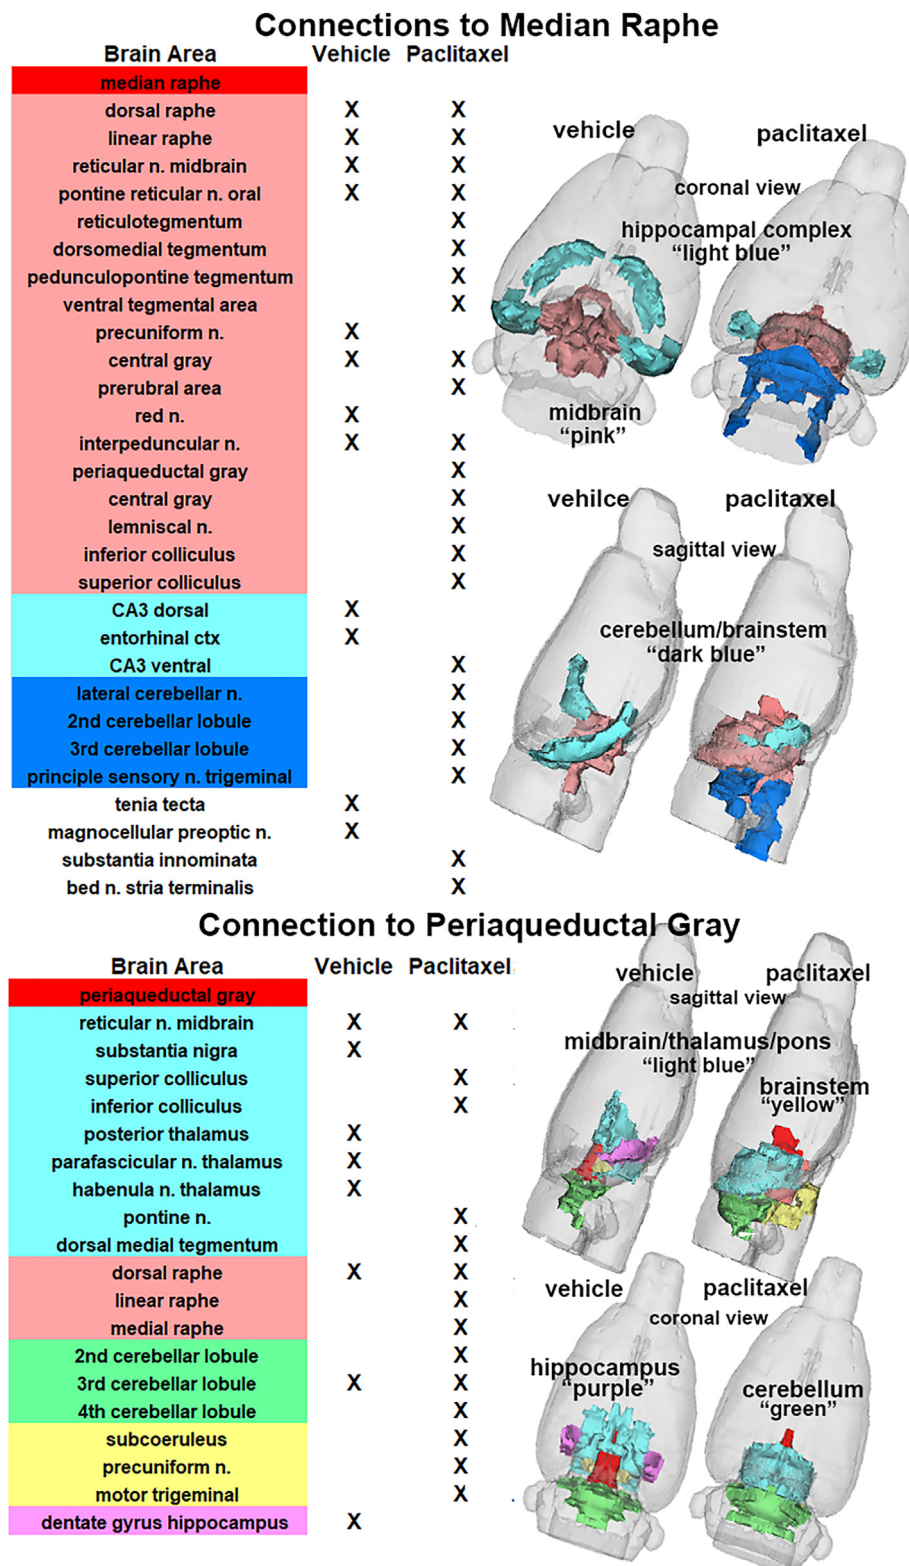 Connections to Median Raphe
Brain Area Vehicle Paclitaxel
median raphe
dorsal raphe X X
linear raphe X X
reticular n. midbrain X X
pontine reticular n. oral X X
reticulotegmentum X
dorsomedial tegmentum X
pedunculopontine tegmentum X
ventral tegmental area X
precuniform n. X
central gray X X
prerubral area X
red n. X
interpeduncular n. X X
periaqueductal gray X
central gray X
lemniscal n. X
inferior colliculus X
superior colliculus X
CA3 dorsal X
entorhinal ctx X
CA3 ventral X
lateral cerebellar n. X
2nd cerebellar lobule X
3rd cerebellar lobule X
principle sensory n. trigeminal X
tenia tecta X
magnocellular preoptic n. X
substantia innominata X
bed n. stria terminalis X
vehicle paclitaxel
coronal view
hippocampal complex
“light blue”
midbrain
“pink”
vehilce paclitaxel
sagittal view
cerebellum/brainstem
“dark blue”
Connection to Periaqueductal Gray
Brain Area Vehicle Paclitaxel
periaqueductal gray
reticular n. midbrain X X
substantia nigra X
superior colliculus X
inferior colliculus X
posterior thalamus X
parafascicular n. thalamus X
habenula n. thalamus X
pontine n. X
dorsal medial tegmentum X
dorsal raphe X X
linear raphe X
medial raphe X
2nd cerebellar lobule X
3rd cerebellar lobule X X
4th cerebellar lobule X
subcoeruleus X
precuniform n. X
motor trigeminal X
dentate gyrus hippocampus X
vehicle paclitaxel
sagittal view
midbrain/thalamus/pons
“light blue”
brainstem
“yellow”
vehicle paclitaxel
coronal view
hippocampus
“purple”
cerebellum
“green”